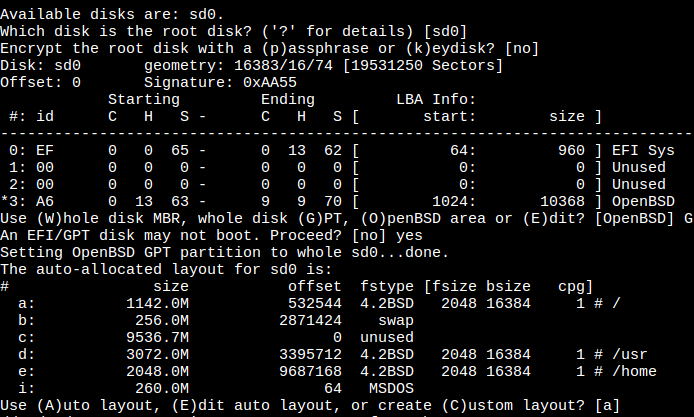 Available disks are: sd0.
Which disk is the root disk? ('?' for details) [sd0]
Encrypt the root disk with a (p)assphrase or (k)eydisk? [no]
Disk: sd0       geometry: 16383/16/74 [19531250 Sectors]
Offset: 0       Signature: 0xAA55
            Starting         Ending         LBA Info:
 #: id      C   H   S -      C   H   S [       start:        size ]
-------------------------------------------------------------------------------
 0: EF      0   0  65 -      0  13  62 [          64:         960 ] EFI Sys
 1: 00      0   0   0 -      0   0   0 [           0:           0 ] Unused
 2: 00      0   0   0 -      0   0   0 [           0:           0 ] Unused
*3: A6      0  13  63 -      9   9  70 [        1024:       10368 ] OpenBSD
Use (W)hole disk MBR, whole disk (G)PT, (O)penBSD area or (E)dit? [OpenBSD] G
An EFI/GPT disk may not boot. Proceed? [no] yes
Setting OpenBSD GPT partition to whole sd0...done.
The auto-allocated layout for sd0 is:
#                size           offset  fstype [fsize bsize   cpg]
  a:          1142.0M           532544  4.2BSD   2048 16384     1 # /
  b:           256.0M          2871424    swap
  c:          9536.7M                0  unused
  d:          3072.0M          3395712  4.2BSD   2048 16384     1 # /usr
  e:          2048.0M          9687168  4.2BSD   2048 16384     1 # /home
  i:           260.0M               64   MSDOS
Use (A)uto layout, (E)dit auto layout, or create (C)ustom layout? [a]